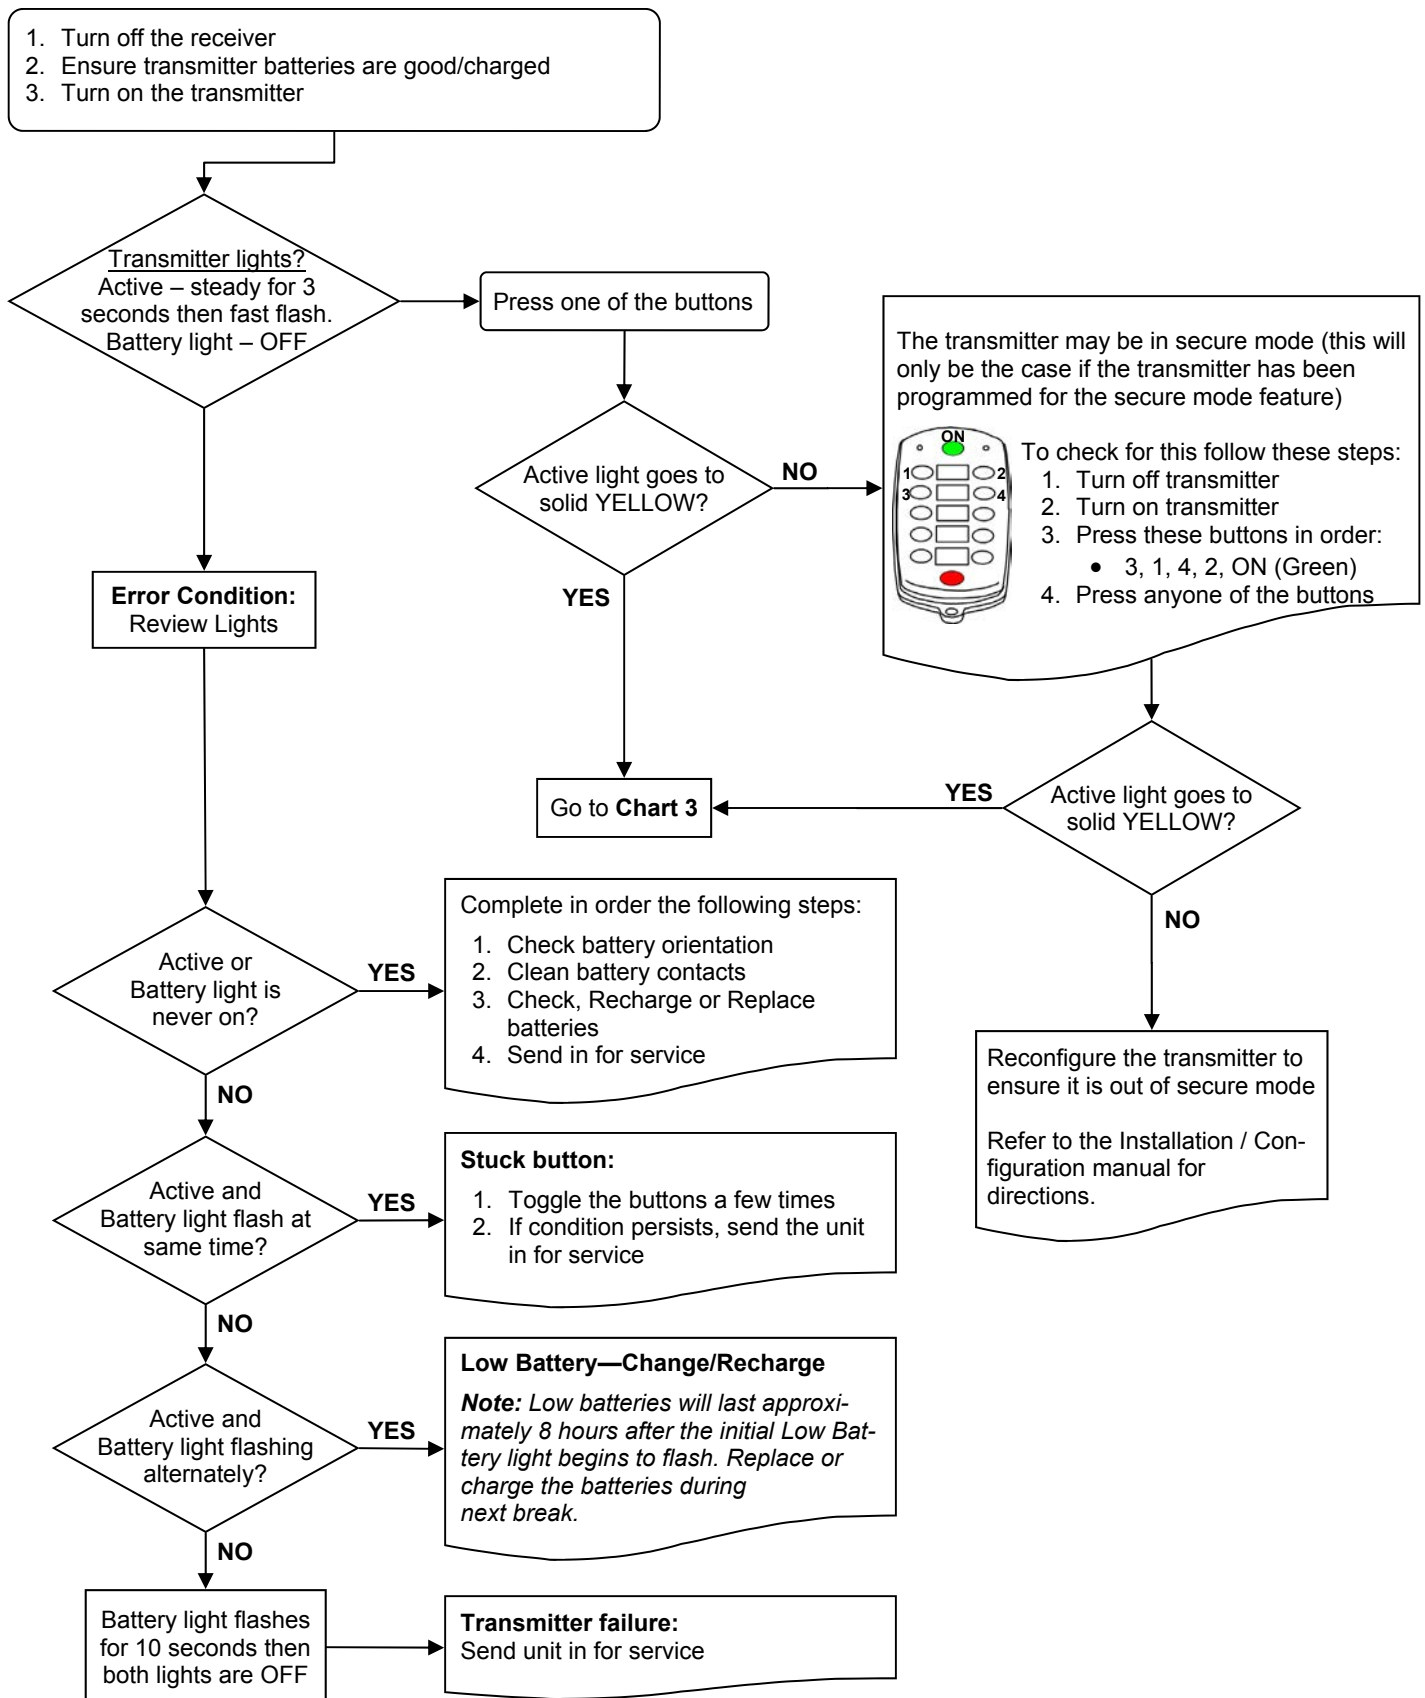 1. Turn off the receiver
2. Ensure transmitter batteries are good/charged
3. Turn on the transmitter
Transmitter lights?
Active – steady for 3
seconds then fast flash.
Battery light – OFF
Press one of the buttons
Active light goes to
solid YELLOW?
NO
YES
The transmitter may be in secure mode (this will
only be the case if the transmitter has been
programmed for the secure mode feature)
ON
1
2
3
4
To check for this follow these steps:
1. Turn off transmitter
2. Turn on transmitter
3. Press these buttons in order:
• 3, 1, 4, 2, ON (Green)
4. Press anyone of the buttons
Error Condition:
Review Lights
Go to Chart 3
YES
Active light goes to
solid YELLOW?
NO
Reconfigure the transmitter to
ensure it is out of secure mode
Refer to the Installation / Con-
figuration manual for
directions.
Active or
Battery light is
never on?
YES
NO
Complete in order the following steps:
1. Check battery orientation
2. Clean battery contacts
3. Check, Recharge or Replace
batteries
4. Send in for service
Active and
Battery light flash at
same time?
YES
NO
Stuck button:
1. Toggle the buttons a few times
2. If condition persists, send the unit
in for service
Active and
Battery light flashing
alternately?
YES
NO
Low Battery—Change/Recharge
Note: Low batteries will last approxi-
mately 8 hours after the initial Low Bat-
tery light begins to flash. Replace or
charge the batteries during
next break.
Battery light flashes
for 10 seconds then
both lights are OFF
Transmitter failure:
Send unit in for service